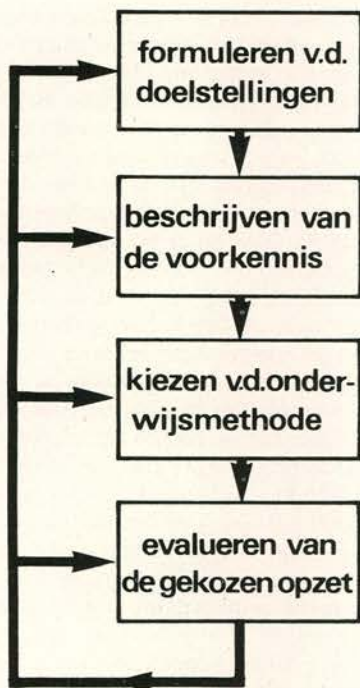 formuleren v.d.
doelstellingen
beschrijven van
de voorkennis
kiezen v.d.onder-
wijsmethode
evalueren van
de gekozen opzet